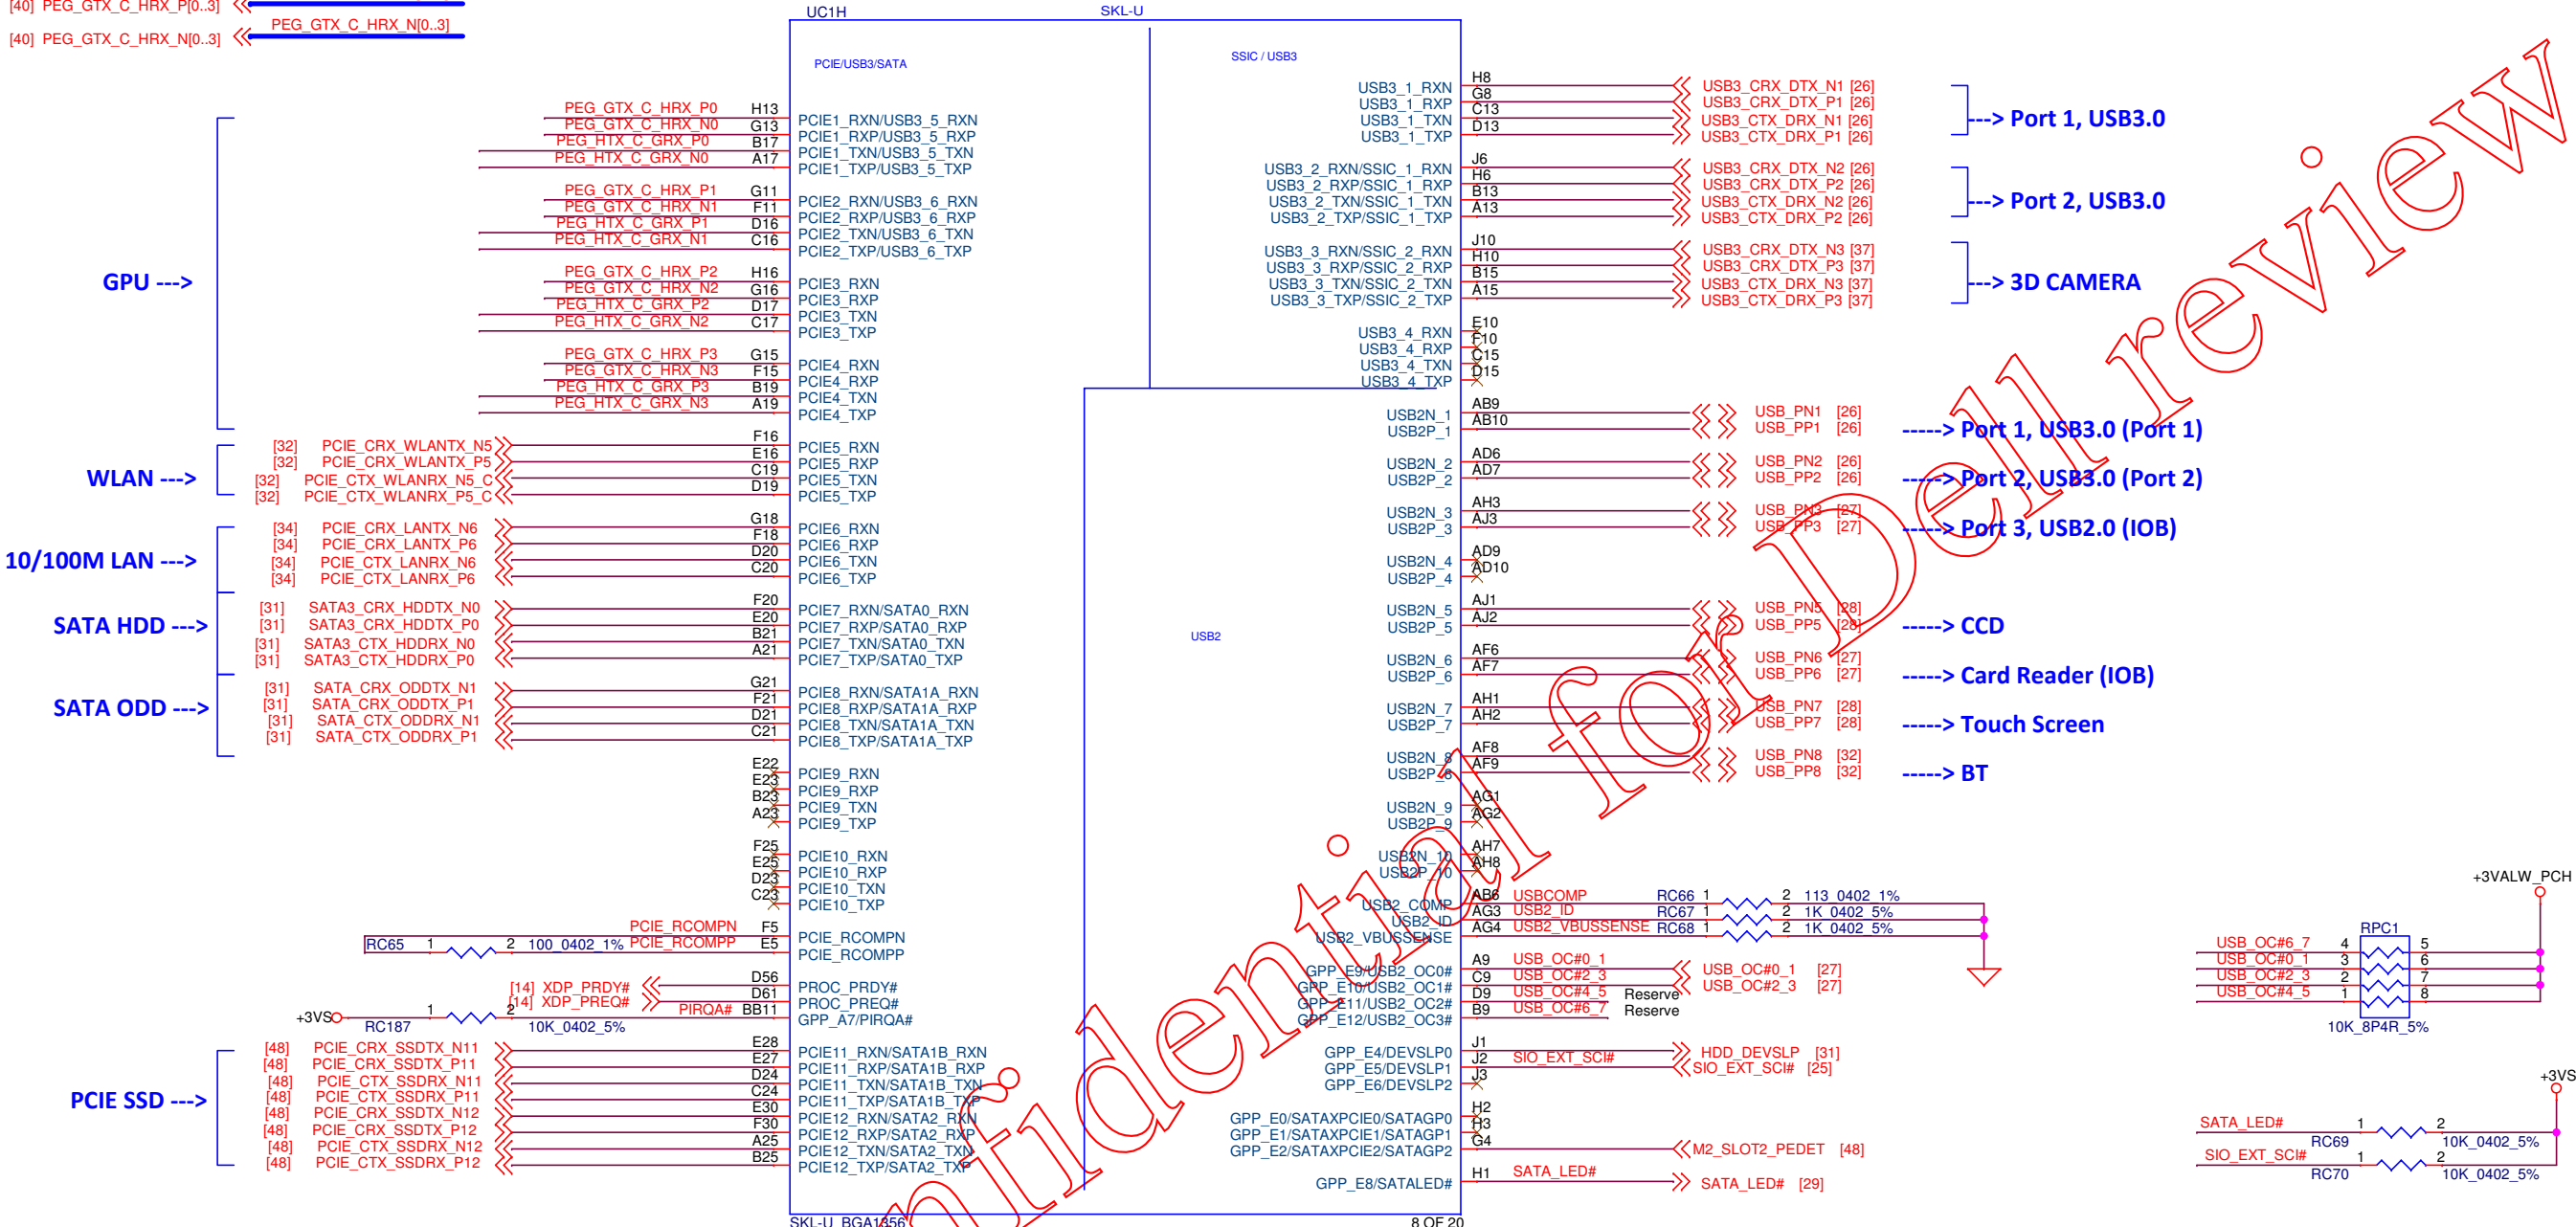 [40] PEG_GTX_C_HRX_P[0..3]
[40] PEG_GTX_C_HRX_N[0..3] PEG_GTX_C_HRX_N[0..3]
UC1H
SKL-U
PCIE/USB3/SATA
SSIC / USB3
USB2
GPU --->
PEG_GTX_C_HRX_P0 H13 PCIE1_RXN/USB3_5_RXN
PEG_GTX_C_HRX_N0 G13 PCIE1_RXP/USB3_5_RXP
PEG_HTX_C_GRX_P0 B17 PCIE1_TXN/USB3_5_TXN
PEG_HTX_C_GRX_N0 A17 PCIE1_TXP/USB3_5_TXP
PEG_GTX_C_HRX_P1 G11 PCIE2_RXN/USB3_6_RXN
PEG_GTX_C_HRX_N1 F11 PCIE2_RXP/USB3_6_RXP
PEG_HTX_C_GRX_P1 D16 PCIE2_TXN/USB3_6_TXN
PEG_HTX_C_GRX_N1 C16 PCIE2_TXP/USB3_6_TXP
PEG_GTX_C_HRX_P2 H16 PCIE3_RXN
PEG_GTX_C_HRX_N2 G16 PCIE3_RXP
PEG_HTX_C_GRX_P2 D17 PCIE3_TXN
PEG_HTX_C_GRX_N2 C17 PCIE3_TXP
PEG_GTX_C_HRX_P3 G15 PCIE4_RXN
PEG_GTX_C_HRX_N3 F15 PCIE4_RXP
PEG_HTX_C_GRX_P3 B19 PCIE4_TXN
PEG_HTX_C_GRX_N3 A19 PCIE4_TXP
WLAN --->
[32] PCIE_CRX_WLANTX_N5 F16 PCIE5_RXN
[32] PCIE_CRX_WLANTX_P5 E16 PCIE5_RXP
[32] PCIE_CTX_WLANRX_N5_C C19 PCIE5_TXN
[32] PCIE_CTX_WLANRX_P5_C D19 PCIE5_TXP
10/100M LAN --->
[34] PCIE_CRX_LANTX_N6 G18 PCIE6_RXN
[34] PCIE_CRX_LANTX_P6 F18 PCIE6_RXP
[34] PCIE_CTX_LANRX_N6 D20 PCIE6_TXN
[34] PCIE_CTX_LANRX_P6 C20 PCIE6_TXP
SATA HDD --->
[31] SATA3_CRX_HDDTX_N0 F20 PCIE7_RXN/SATA0_RXN
[31] SATA3_CRX_HDDTX_P0 E20 PCIE7_RXP/SATA0_RXP
[31] SATA3_CTX_HDDRX_N0 B21 PCIE7_TXN/SATA0_TXN
[31] SATA3_CTX_HDDRX_P0 A21 PCIE7_TXP/SATA0_TXP
SATA ODD --->
[31] SATA_CRX_ODDTX_N1 G21 PCIE8_RXN/SATA1A_RXN
[31] SATA_CRX_ODDTX_P1 F21 PCIE8_RXP/SATA1A_RXP
[31] SATA_CTX_ODDRX_N1 D21 PCIE8_TXN/SATA1A_TXN
[31] SATA_CTX_ODDRX_P1 C21 PCIE8_TXP/SATA1A_TXP
E22 PCIE9_RXN
E23 PCIE9_RXP
B23 PCIE9_TXN
A23 PCIE9_TXP
F25 PCIE10_RXN
E25 PCIE10_RXP
D23 PCIE10_TXN
C23 PCIE10_TXP
PCIE_RCOMPN F5 PCIE_RCOMPN
RC65 1 2 100_0402_1% PCIE_RCOMPP E5 PCIE_RCOMPP
[14] XDP_PRDY# D56 PROC_PRDY#
[14] XDP_PREQ# D61 PROC_PREQ#
+3VS RC187 1 2 10K_0402_5% PIRQA# BB11 GPP_A7/PIRQA#
PCIE SSD --->
[48] PCIE_CRX_SSDTX_N11 E28 PCIE11_RXN/SATA1B_RXN
[48] PCIE_CRX_SSDTX_P11 E27 PCIE11_RXP/SATA1B_RXP
[48] PCIE_CTX_SSDRX_N11 D24 PCIE11_TXN/SATA1B_TXN
[48] PCIE_CTX_SSDRX_P11 C24 PCIE11_TXP/SATA1B_TXP
[48] PCIE_CRX_SSDTX_N12 E30 PCIE12_RXN/SATA2_RXN
[48] PCIE_CRX_SSDTX_P12 F30 PCIE12_RXP/SATA2_RXP
[48] PCIE_CTX_SSDRX_N12 A25 PCIE12_TXN/SATA2_TXN
[48] PCIE_CTX_SSDRX_P12 B25 PCIE12_TXP/SATA2_TXP
USB3_1_RXN H8 USB3_CRX_DTX_N1 [26]
USB3_1_RXP G8 USB3_CRX_DTX_P1 [26]
USB3_1_TXN C13 USB3_CTX_DRX_N1 [26]
USB3_1_TXP D13 USB3_CTX_DRX_P1 [26]
---> Port 1, USB3.0
USB3_2_RXN/SSIC_1_RXN J6 USB3_CRX_DTX_N2 [26]
USB3_2_RXP/SSIC_1_RXP H6 USB3_CRX_DTX_P2 [26]
USB3_2_TXN/SSIC_1_TXN B13 USB3_CTX_DRX_N2 [26]
USB3_2_TXP/SSIC_1_TXP A13 USB3_CTX_DRX_P2 [26]
---> Port 2, USB3.0
USB3_3_RXN/SSIC_2_RXN J10 USB3_CRX_DTX_N3 [37]
USB3_3_RXP/SSIC_2_RXP H10 USB3_CRX_DTX_P3 [37]
USB3_3_TXN/SSIC_2_TXN B15 USB3_CTX_DRX_N3 [37]
USB3_3_TXP/SSIC_2_TXP A15 USB3_CTX_DRX_P3 [37]
---> 3D CAMERA
USB3_4_RXN E10
USB3_4_RXP F10
USB3_4_TXN C15
USB3_4_TXP D15
USB2N_1 AB9 USB_PN1 [26]
USB2P_1 AB10 USB_PP1 [26]
-----> Port 1, USB3.0 (Port 1)
USB2N_2 AD6 USB_PN2 [26]
USB2P_2 AD7 USB_PP2 [26]
-----> Port 2, USB3.0 (Port 2)
USB2N_3 AH3 USB_PN3 [27]
USB2P_3 AJ3 USB_PP3 [27]
-----> Port 3, USB2.0 (IOB)
USB2N_4 AD9
USB2P_4 AD10
USB2N_5 AJ1 USB_PN5 [28]
USB2P_5 AJ2 USB_PP5 [28]
-----> CCD
USB2N_6 AF6 USB_PN6 [27]
USB2P_6 AF7 USB_PP6 [27]
-----> Card Reader (IOB)
USB2N_7 AH1 USB_PN7 [28]
USB2P_7 AH2 USB_PP7 [28]
-----> Touch Screen
USB2N_8 AF8 USB_PN8 [32]
USB2P_8 AF9 USB_PP8 [32]
-----> BT
USB2N_9 AG1
USB2P_9 AG2
USB2N_10 AH7
USB2P_10 AH8
USB2_COMP AB6 USBCOMP RC66 1 2 113_0402_1%
USB2_ID AG3 USB2_ID RC67 1 2 1K_0402_5%
USB2_VBUSSENSE AG4 USB2_VBUSSENSE RC68 1 2 1K_0402_5%
GPP_E9/USB2_OC0# A9 USB_OC#0_1 USB_OC#0_1 [27]
GPP_E10/USB2_OC1# C9 USB_OC#2_3 USB_OC#2_3 [27]
GPP_E11/USB2_OC2# D9 USB_OC#4_5 Reserve
GPP_E12/USB2_OC3# B9 USB_OC#6_7 Reserve
GPP_E4/DEVSLP0 J1 HDD_DEVSLP [31]
GPP_E5/DEVSLP1 J2 SIO_EXT_SCI# SIO_EXT_SCI# [25]
GPP_E6/DEVSLP2 J3
GPP_E0/SATAXPCIE0/SATAGP0 H2
GPP_E1/SATAXPCIE1/SATAGP1 H3
GPP_E2/SATAXPCIE2/SATAGP2 G4 M2_SLOT2_PEDET [48]
GPP_E8/SATALED# H1 SATA_LED# SATA_LED# [29]
SKL-U_BGA1356
8 OF 20
+3VALW_PCH
RPC1
USB_OC#6_7 4 5
USB_OC#0_1 3 6
USB_OC#2_3 2 7
USB_OC#4_5 1 8
10K_8P4R_5%
+3VS
SATA_LED# 1 2
RC69 10K_0402_5%
SIO_EXT_SCI# 1 2
RC70 10K_0402_5%
nfidential for Dell review